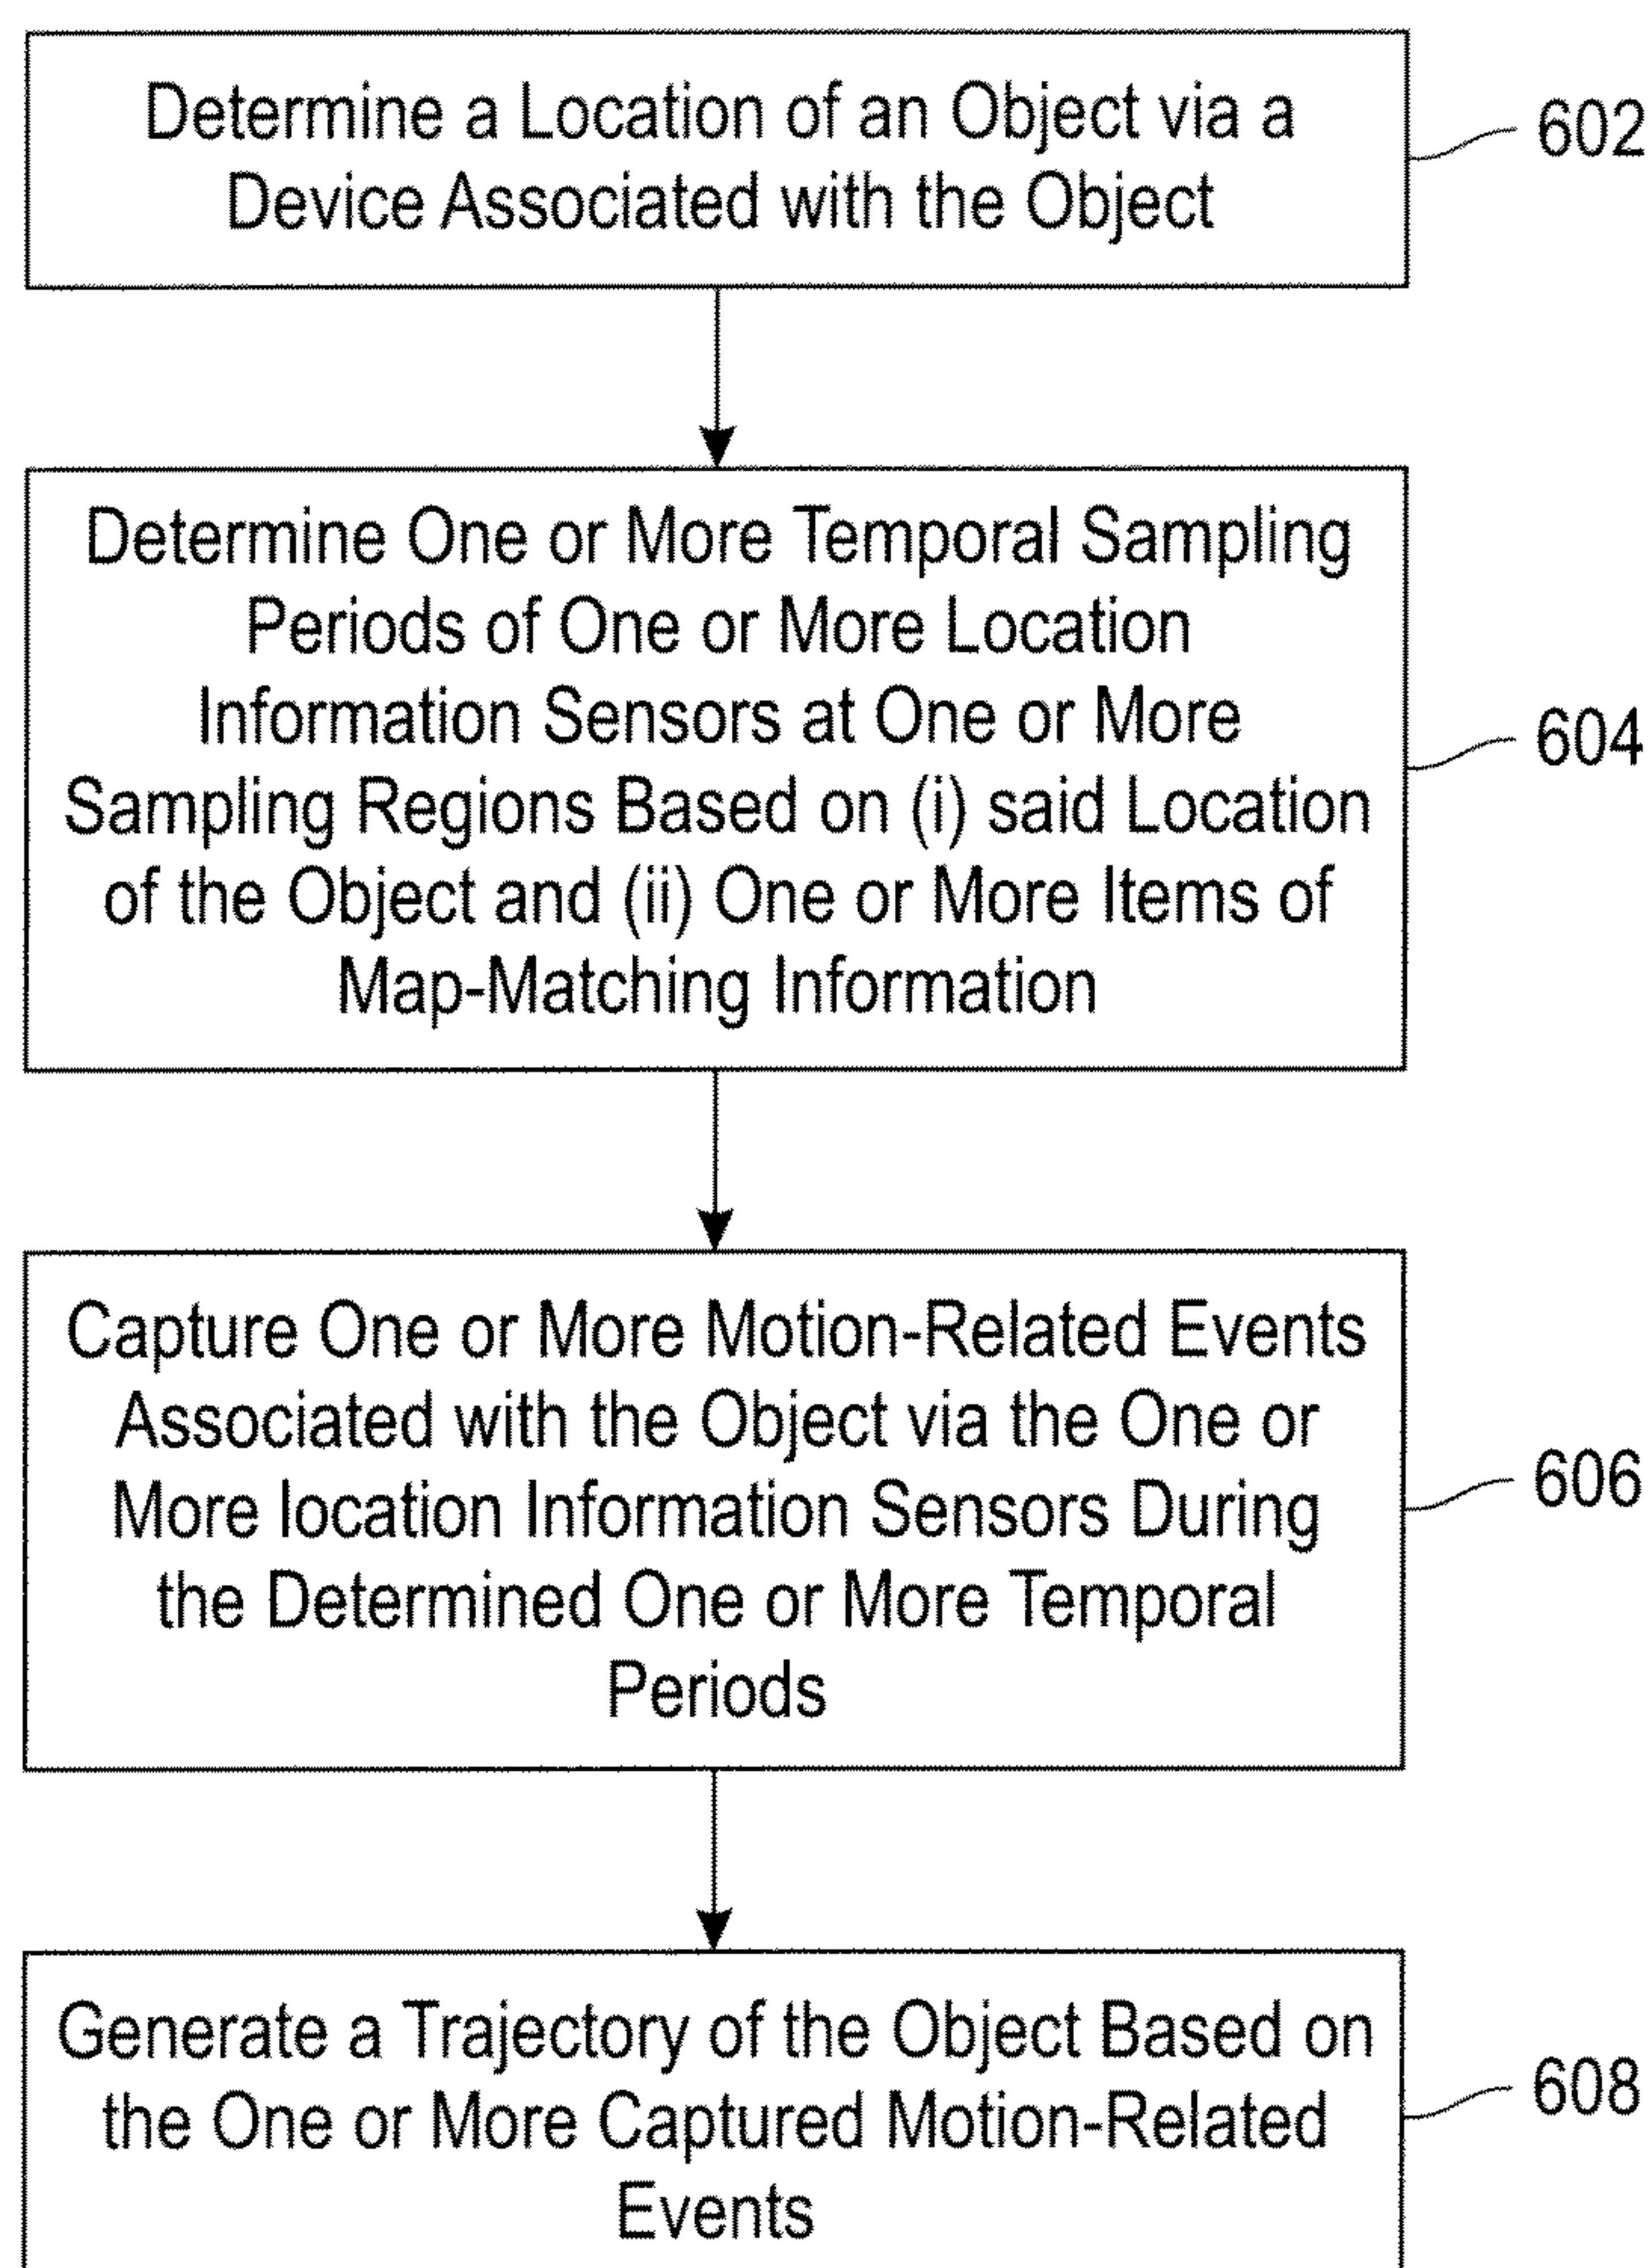 Determine a Location of an Object via a
Device Associated with the Object
602
Determine One or More Temporal Sampling
Periods of One or More Location
Information Sensors at One or More
Sampling Regions Based on (i) said Location
of the Object and (ii) One or More Items of
Map-Matching Information
604
Capture One or More Motion-Related Events
Associated with the Object via the One or
More location Information Sensors During
the Determined One or More Temporal
Periods
606
Generate a Trajectory of the Object Based on
the One or More Captured Motion-Related
Events
608